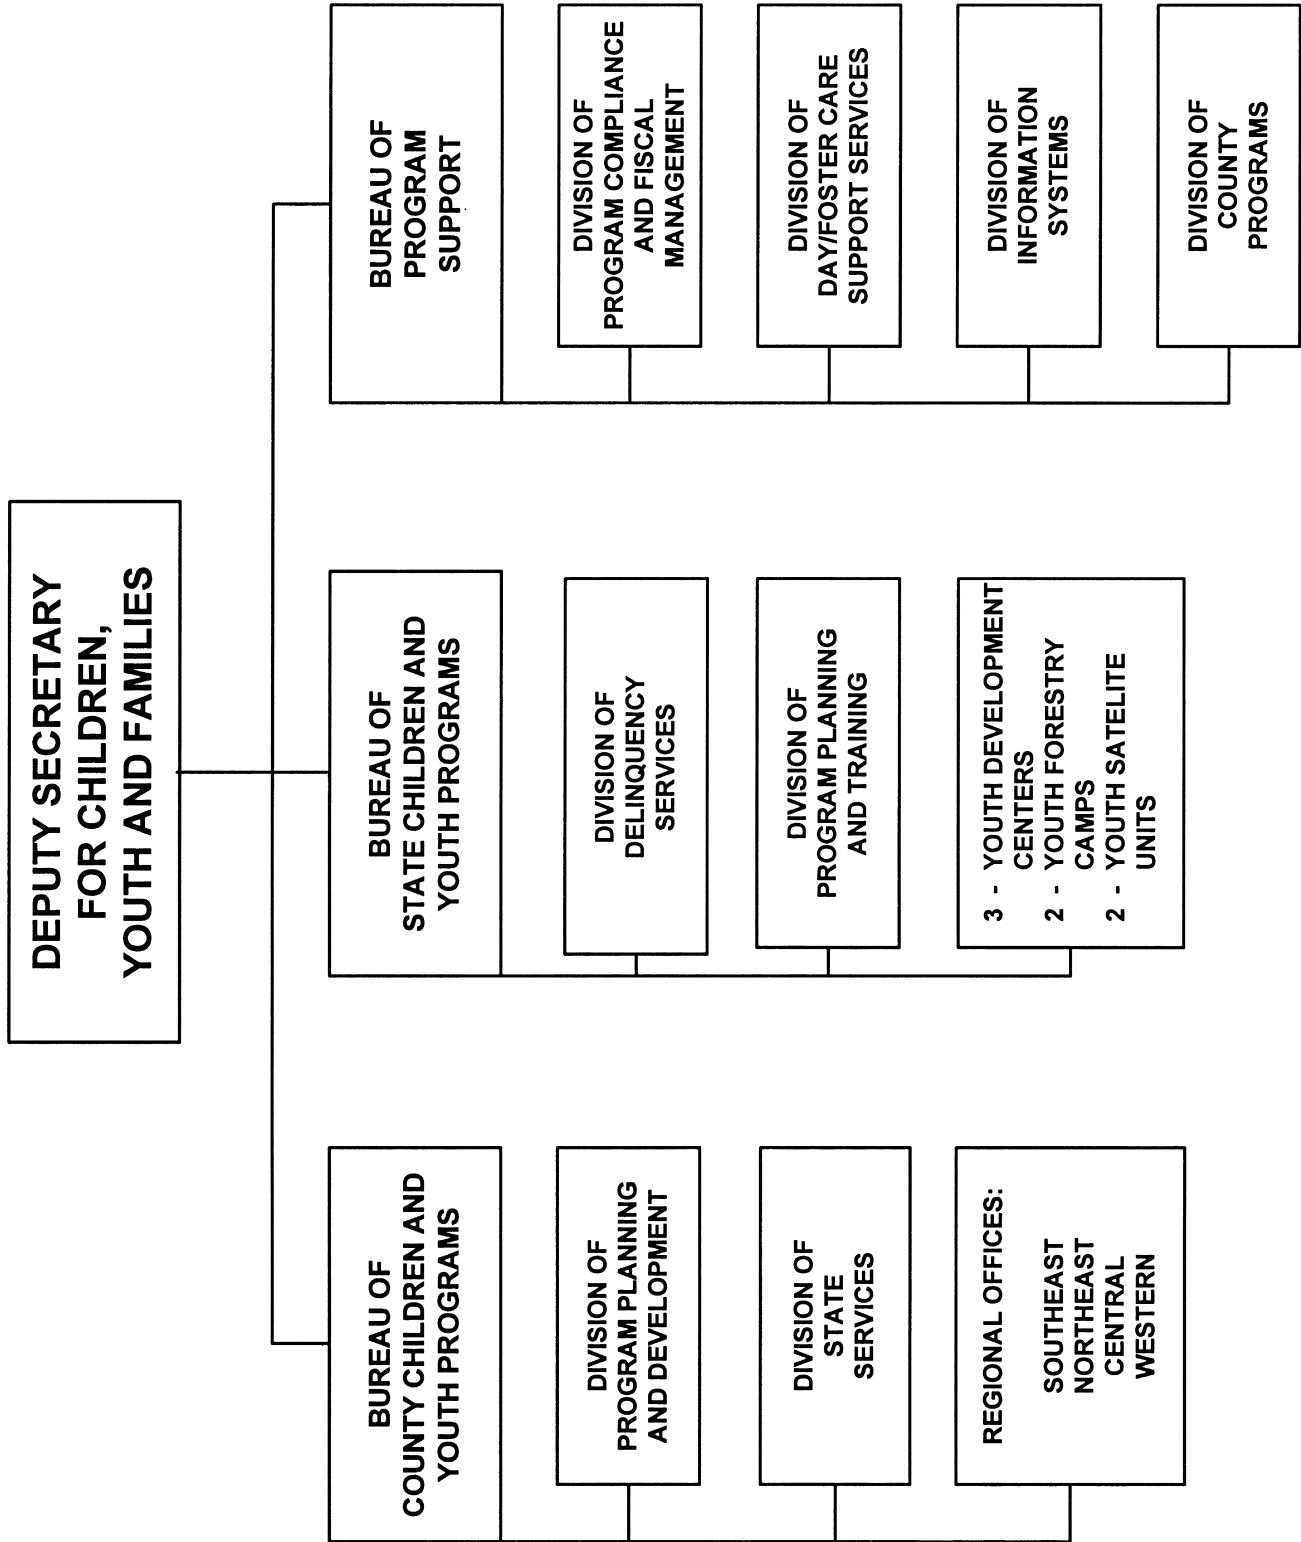 DEPUTY SECRETARY
FOR CHILDREN,
YOUTH AND FAMILIES
BUREAU OF
COUNTY CHILDREN AND
YOUTH PROGRAMS
DIVISION OF
PROGRAM PLANNING
AND DEVELOPMENT
DIVISION OF
STATE
SERVICES
REGIONAL OFFICES:
SOUTHEAST
NORTHEAST
CENTRAL
WESTERN
BUREAU OF
STATE CHILDREN AND
YOUTH PROGRAMS
DIVISION OF
DELINQUENCY
SERVICES
DIVISION OF
PROGRAM PLANNING
AND TRAINING
3 - YOUTH DEVELOPMENT
CENTERS
2 - YOUTH FORESTRY
CAMPS
2 - YOUTH SATELITE
UNITS
BUREAU OF
PROGRAM
SUPPORT
DIVISION OF
PROGRAM COMPLIANCE
AND FISCAL
MANAGEMENT
DIVISION OF
DAY/FOSTER CARE
SUPPORT SERVICES
DIVISION OF
INFORMATION
SYSTEMS
DIVISION OF
COUNTY
PROGRAMS